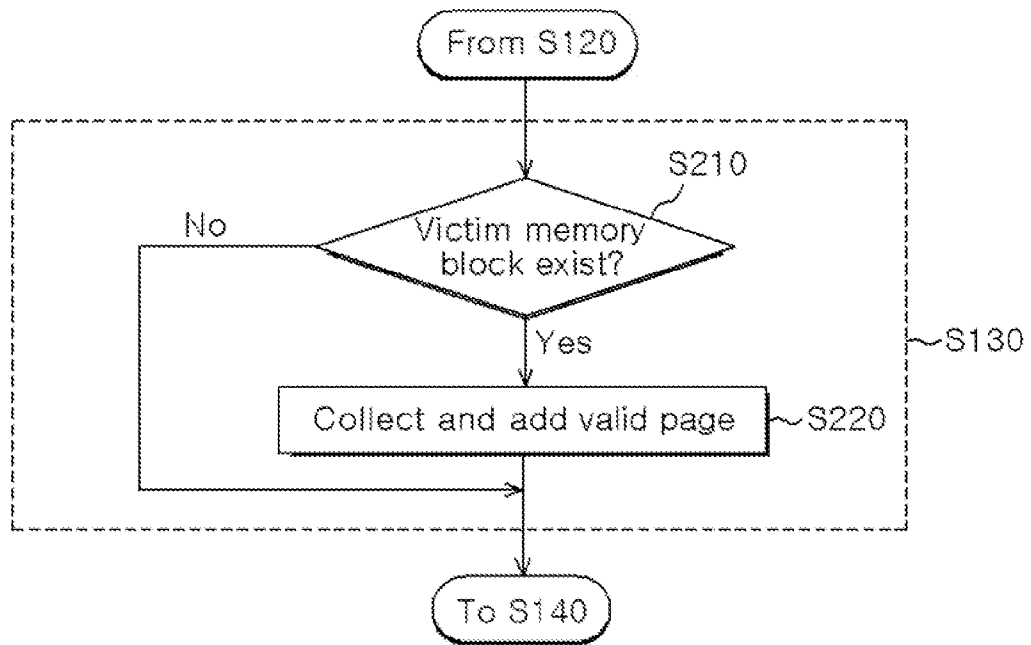 From S120
S210
No
Victim memory
block exist?
Yes
S130
Collect and add valid page
S220
To S140